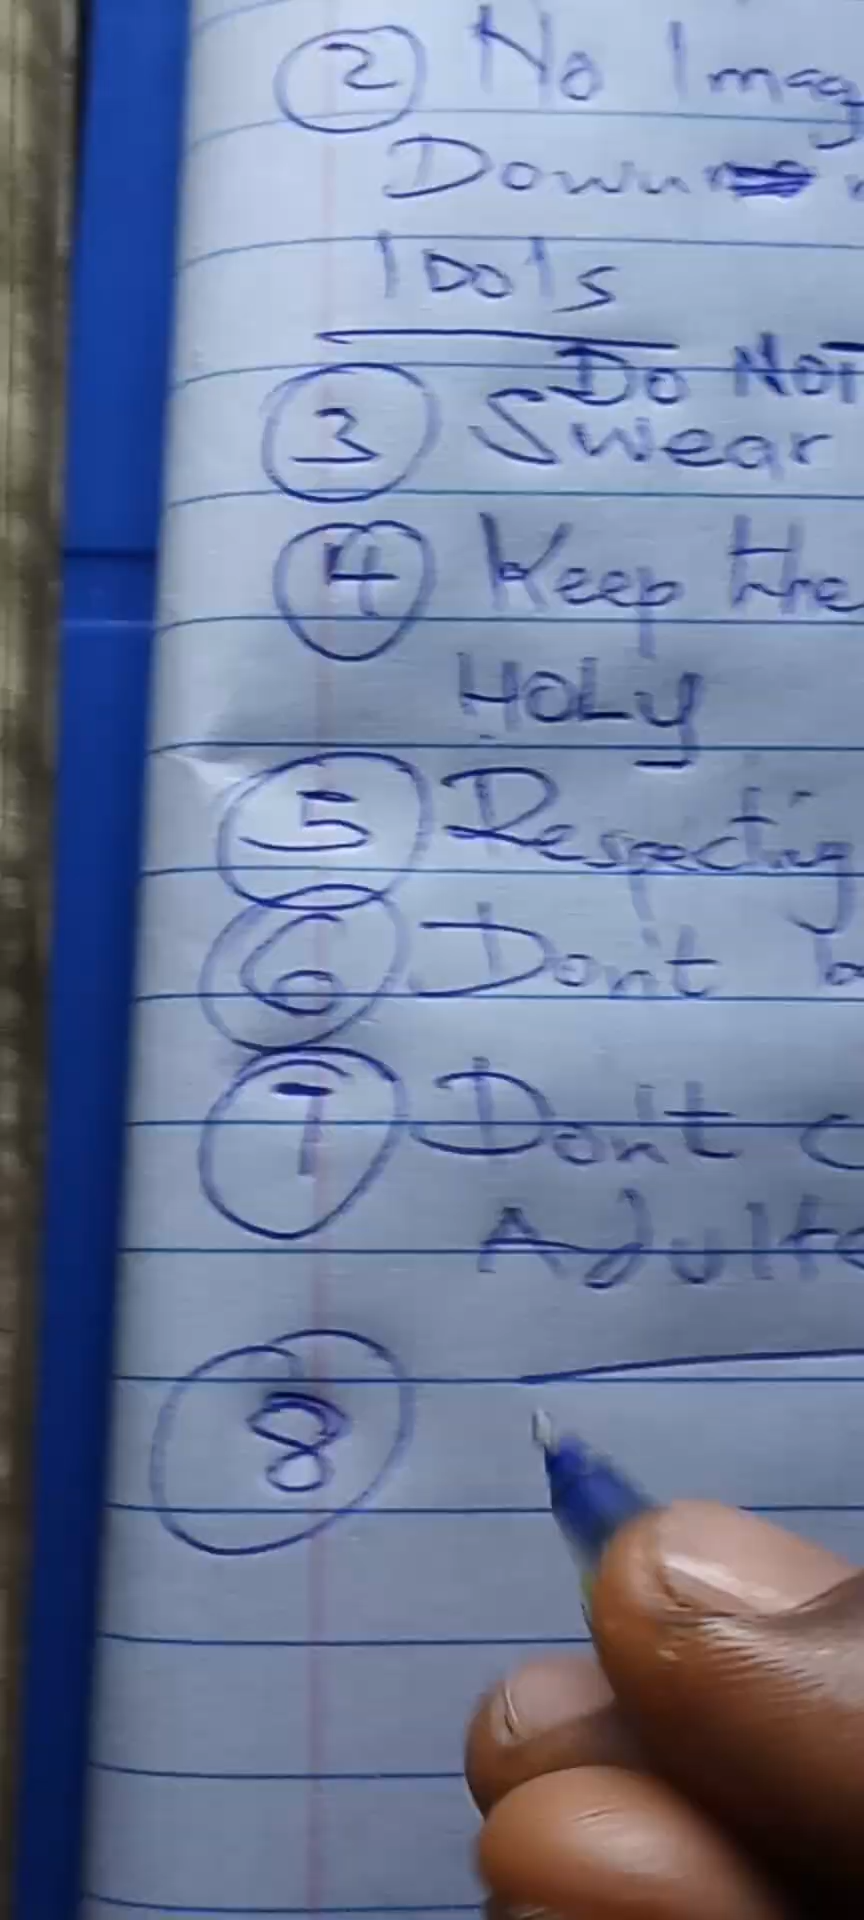 2 No Imag
Down
IDOls
Do NOT
3 Swear
4 Keep the
HOLY
5 Respecting
6 Don't
7 Don't C
Adulte
8